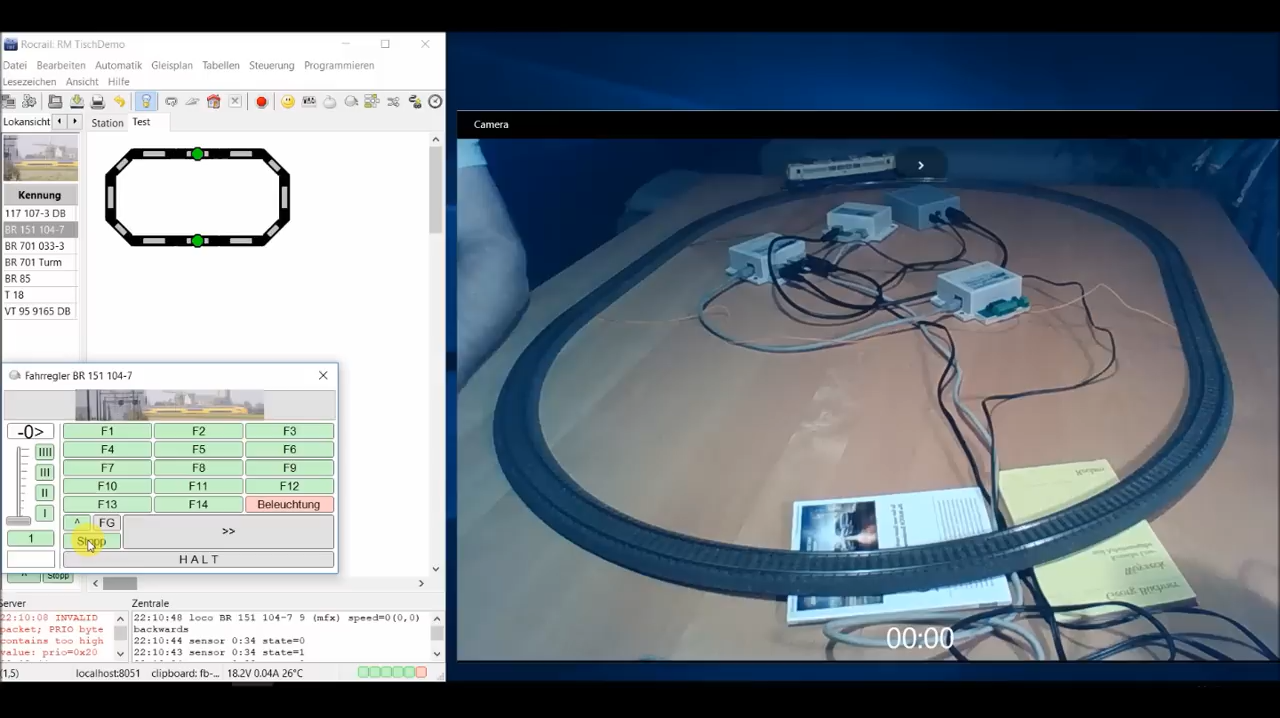 Rocrail: RM TischDemo
Datei Bearbeiten Automatik Gleisplan Tabellen Steuerung Programmieren
Lesezeichen Ansicht Hilfe
Lokansicht
Station Test
Kennung
117 107-3 DB
BR 151 104-7
BR 701 033-3
BR 701 Turm
BR 85
T 18
VT 95 9165 DB
Fahrregler BR 151 104-7
-0>
F1 F2 F3
F4 F5 F6
F7 F8 F9
F10 F11 F12
F13 F14 Beleuchtung
IIII
III
II
I
^ FG >>
1 Stopp
HALT
Stopp
Server
22:10:08 INVALID
packet; PRIO byte
contains too high
value: prio=0x20
Zentrale
22:10:48 loco BR 151 104-7 9 (mfx) speed=0(0,0)
backwards
22:10:44 sensor 0:34 state=0
22:10:43 sensor 0:34 state=1
(1,5) localhost:8051 clipboard: fb-... 18.2V 0.04A 26°C
Camera
00:00